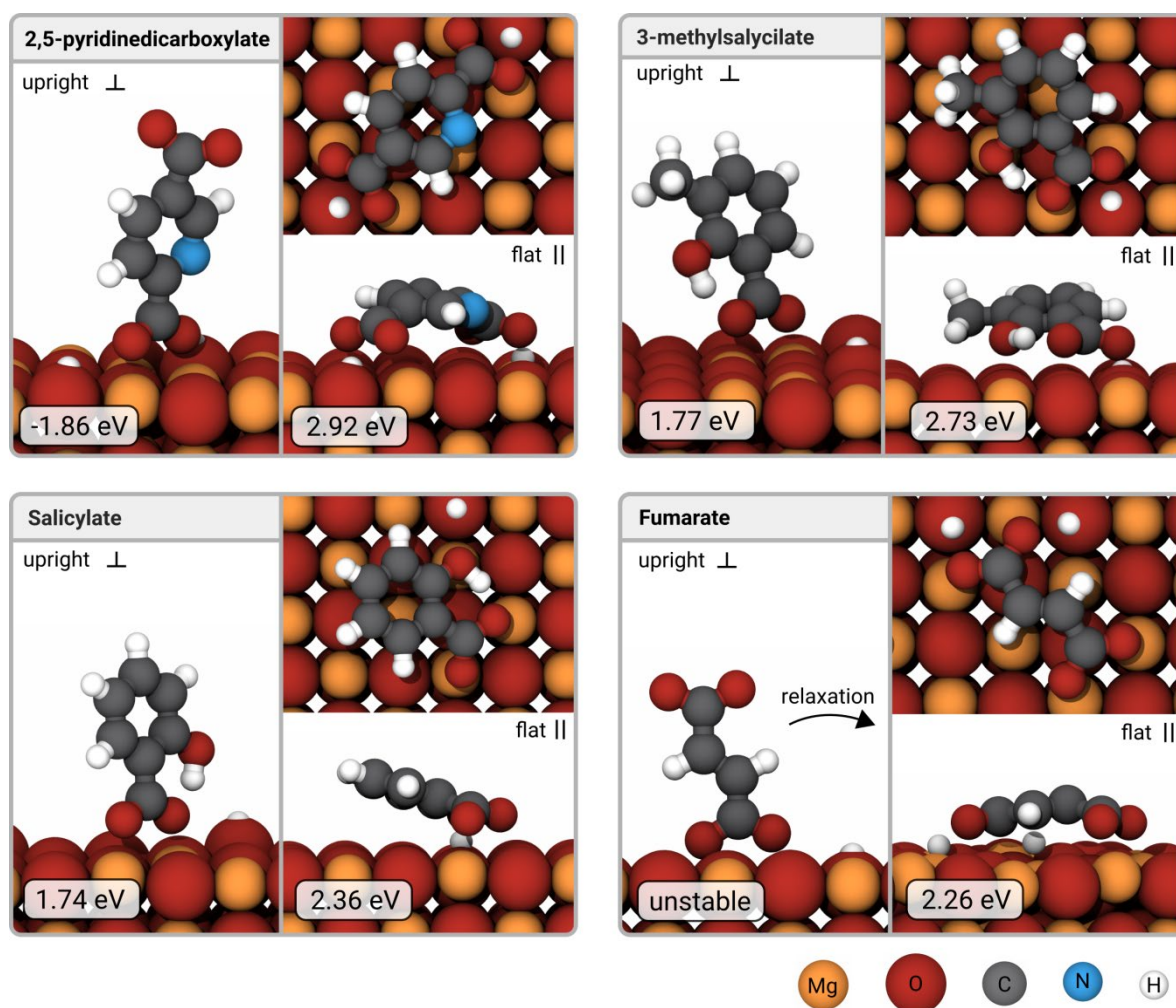 2,5-pyridinedicarboxylate
upright ⊥
flat ||
-1.86 eV
2.92 eV
3-methylsalycilate
upright ⊥
flat ||
1.77 eV
2.73 eV
Salicylate
upright ⊥
flat ||
1.74 eV
2.36 eV
Fumarate
upright ⊥
relaxation
flat ||
unstable
2.26 eV
Mg O C N H